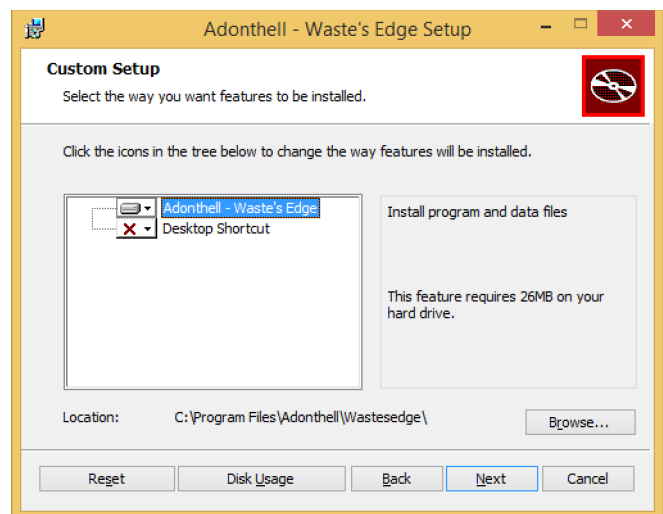 Adonthell - Waste's Edge Setup
Custom Setup
Select the way you want features to be installed.
Click the icons in the tree below to change the way features will be installed.
Adonthell - Waste's Edge
Desktop Shortcut
Install program and data files
This feature requires 26MB on your
hard drive.
Location: C:\Program Files\Adonthell\Wastesedge\
Browse...
Reset Disk Usage Back Next Cancel